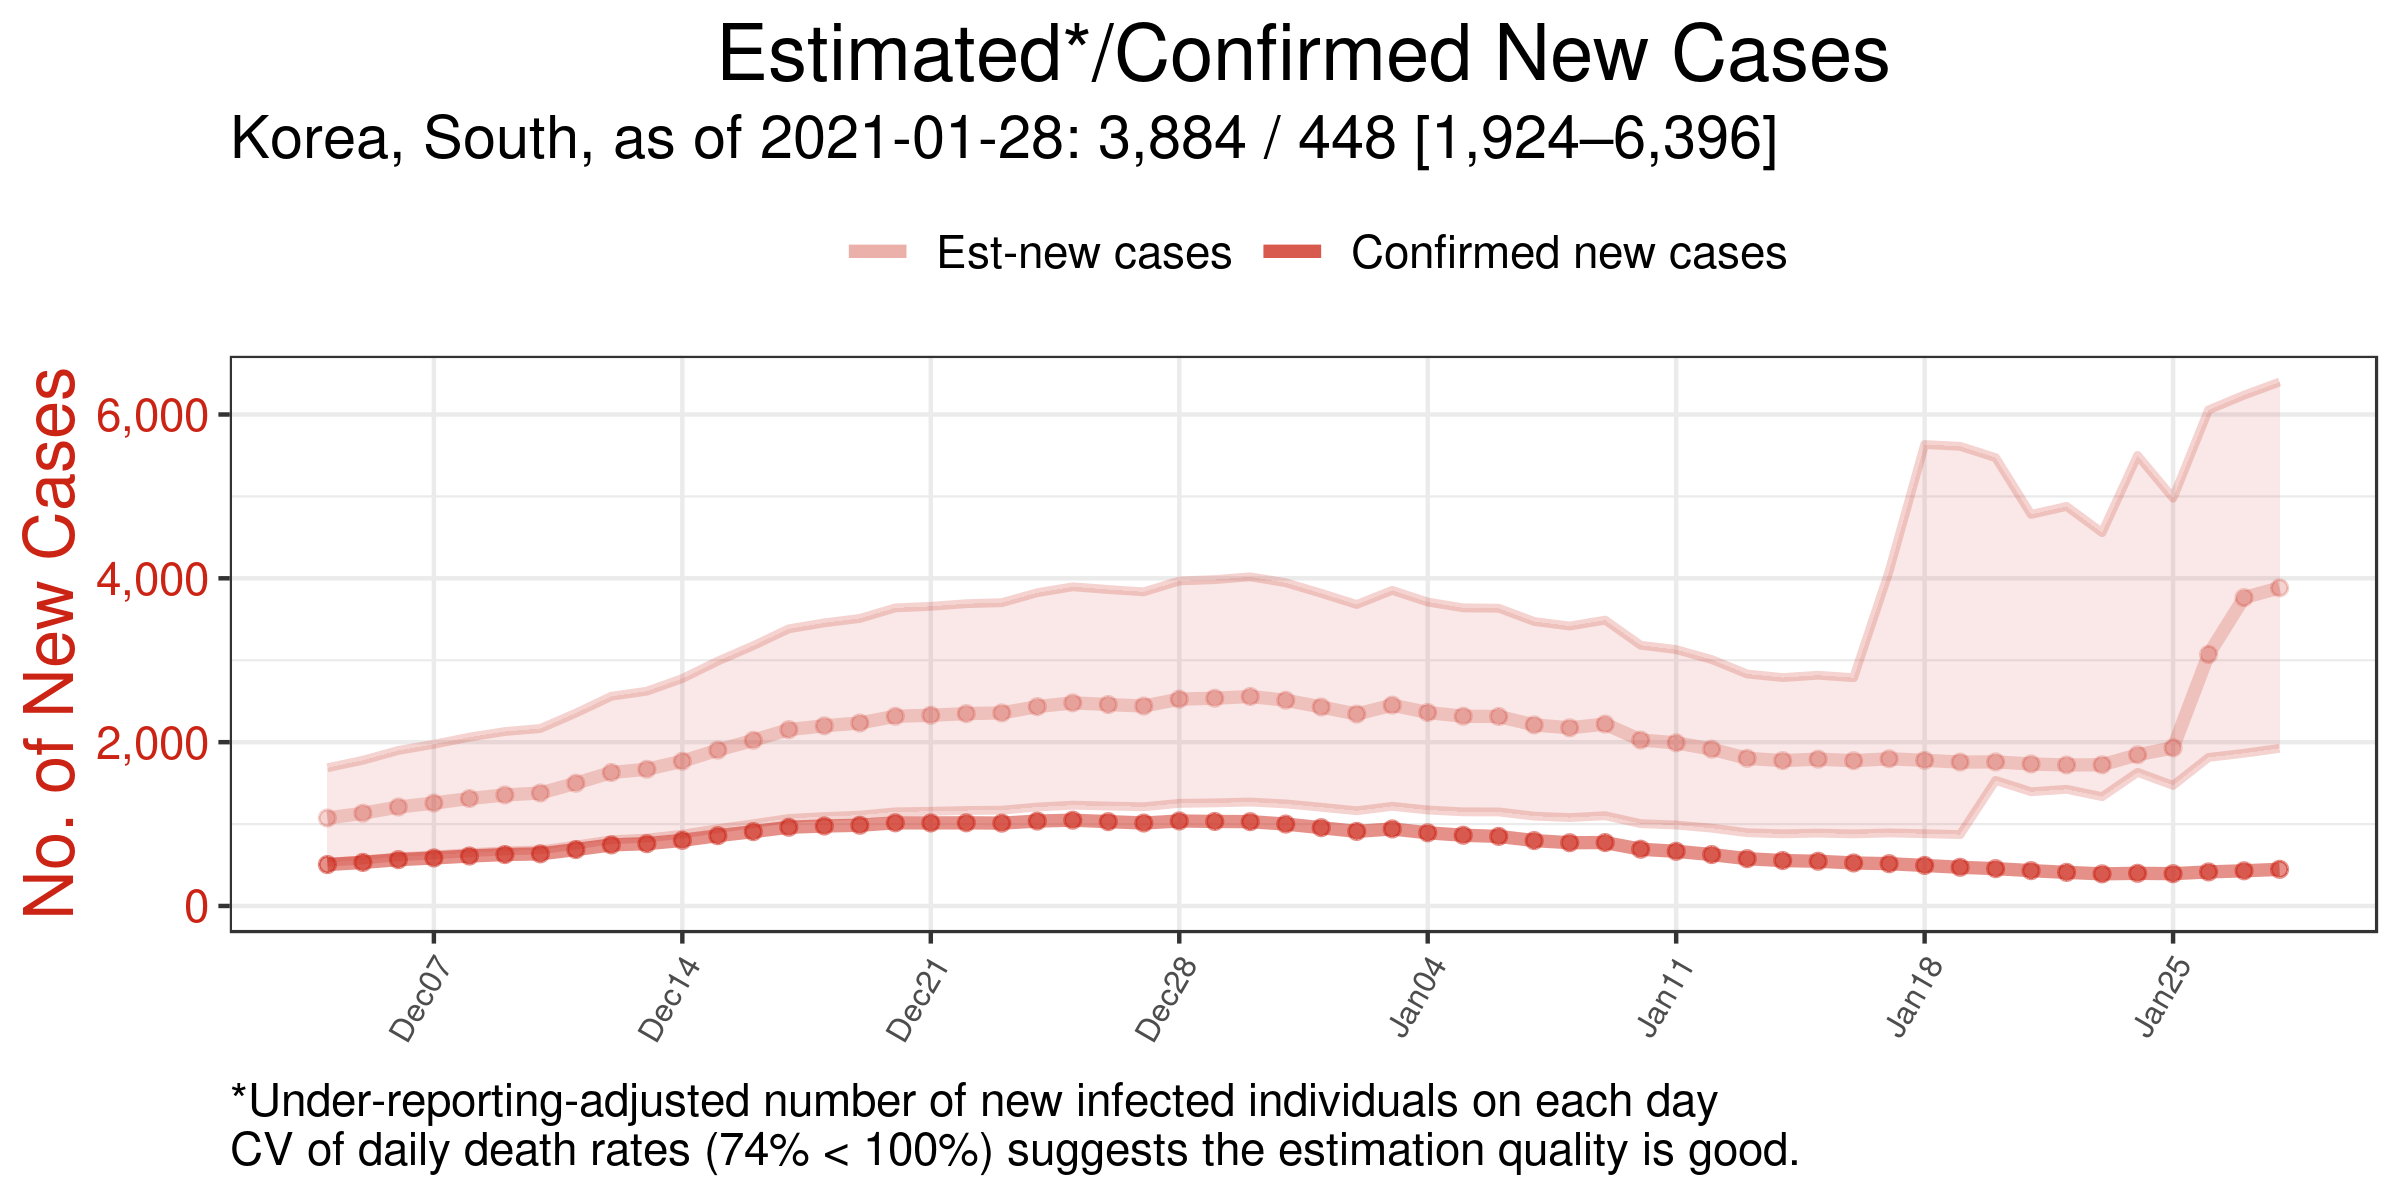 Estimated*/Confirmed New Cases
Korea, South, as of 2021-01-28: 3,884 / 448 [1,924–6,396]
Est-new cases Confirmed new cases
No. of New Cases
6,000
4,000
2,000
0
Dec07 Dec14 Dec21 Dec28 Jan04 Jan11 Jan18 Jan25
*Under-reporting-adjusted number of new infected individuals on each day
CV of daily death rates (74% < 100%) suggests the estimation quality is good.